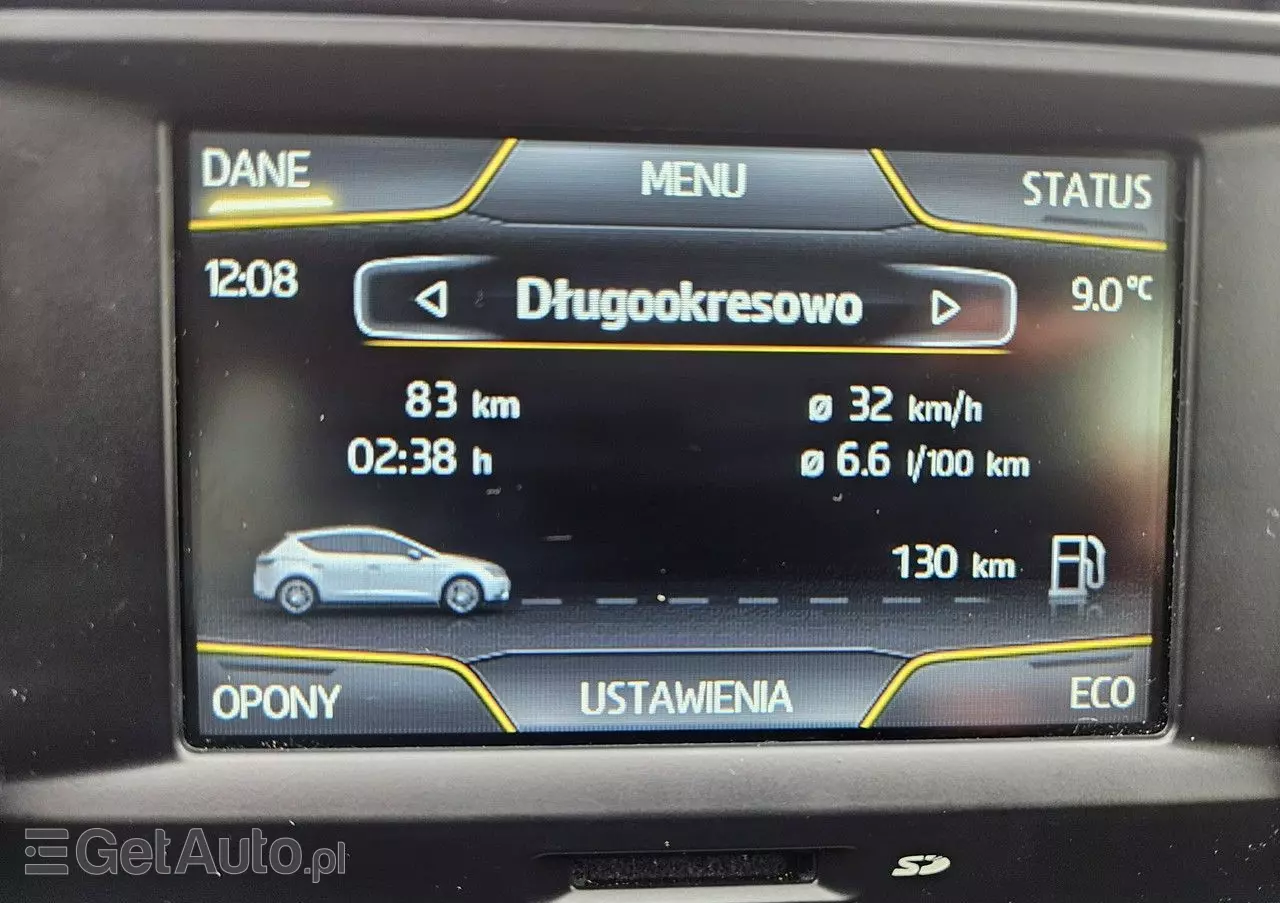 DANE MENU STATUS
12:08 Długookresowo 9.0°C
83 km ø 32 km/h
02:38 h ø 6.6 l/100 km
130 km
OPONY USTAWIENIA ECO
GetAuto.pl
SD